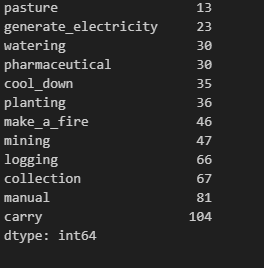 pasture 13
generate_electricity 23
watering 30
pharmaceutical 30
cool_down 35
planting 36
make_a_fire 46
mining 47
logging 66
collection 67
manual 81
carry 104
dtype: int64